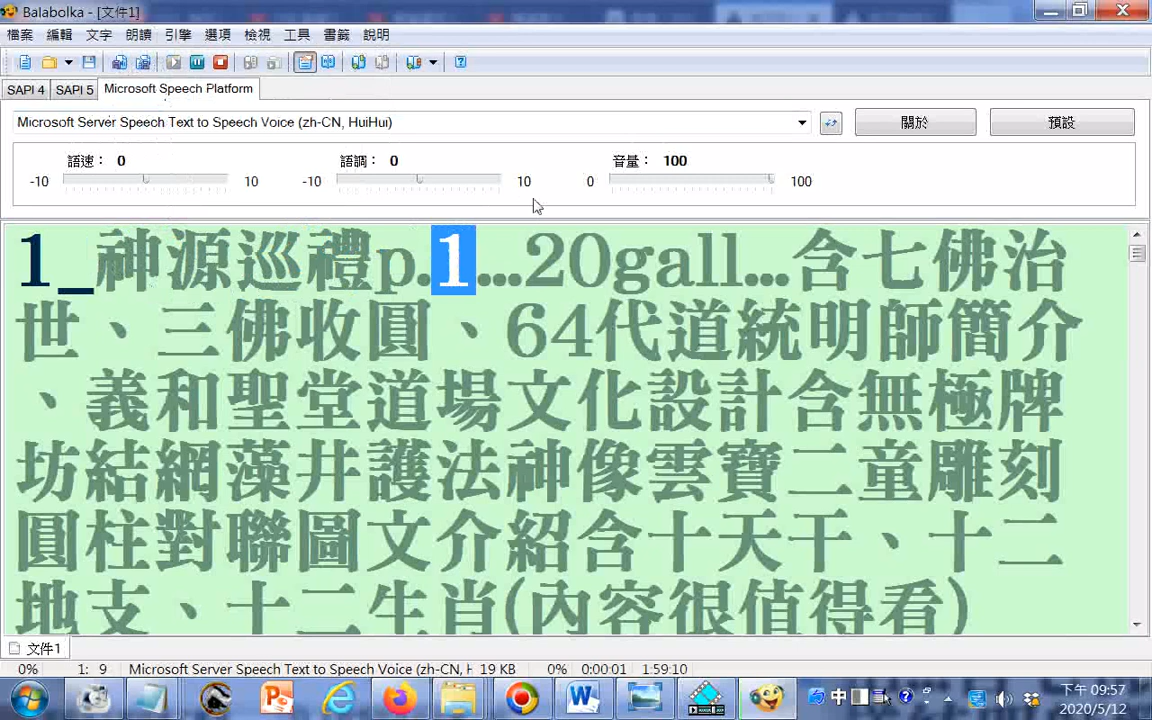 Balabolka - [文件1]
檔案 編輯 文字 朗讀 引擎 選項 檢視 工具 書籤 說明
SAPI 4 SAPI 5 Microsoft Speech Platform
Microsoft Server Speech Text to Speech Voice (zh-CN, HuiHui) 關於 預設
語速： 0 語調： 0 音量： 100
-10 10 -10 10 0 100
1_神源巡禮p.1...20gall...含七佛治
世、三佛收圓、64代道統明師簡介
、義和聖堂道場文化設計含無極牌
坊結網藻井護法神像雲寶二童雕刻
圓柱對聯圖文介紹含十天干、十二
地支、十二生肖(內容很值得看)
文件1
0% 1: 9 Microsoft Server Speech Text to Speech Voice (zh-CN, H 19 KB 0% 0:00:01 1:59:10
中 下午 09:57
2020/5/12